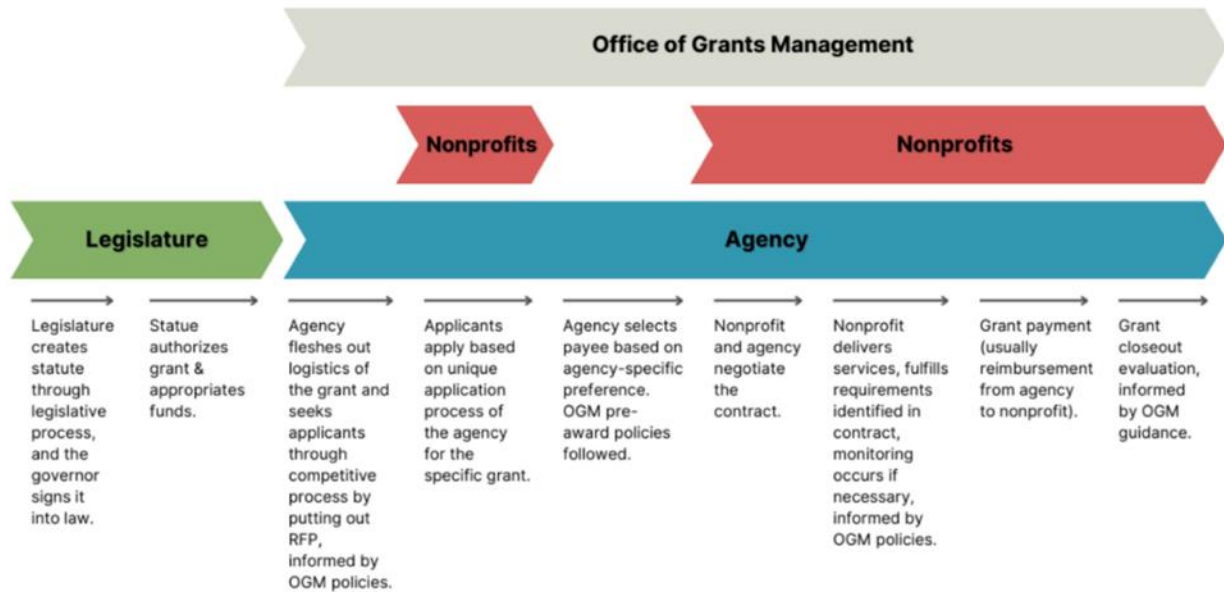 Office of Grants Management
Nonprofits
Nonprofits
Legislature
Agency
Legislature
creates
statute
through
legislative
process,
and the
governor
signs it
into law.
Statue
authorizes
grant &
appropriates
funds.
Agency
fleshes out
logistics of
the grant and
seeks
applicants
through
competitive
process by
putting out
RFP,
informed by
OGM policies.
Applicants
apply based
on unique
application
process of
the agency
for the
specific grant.
Agency selects
payee based on
agency-specific
preference.
OGM pre-
award policies
followed.
Nonprofit
and agency
negotiate
the
contract.
Nonprofit
delivers
services, fulfills
requirements
identified in
contract,
monitoring
occurs if
necessary,
informed by
OGM policies.
Grant payment
(usually
reimbursement
from agency
to nonprofit).
Grant
closeout
evaluation,
informed
by OGM
guidance.